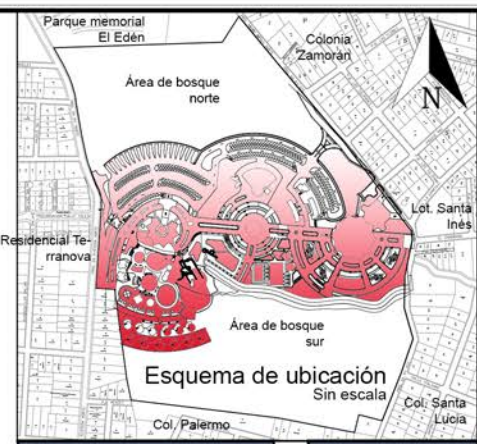 Parque memorial
El Edén
Colonia
Zamorán
Área de bosque
norte
N
Lot. Santa
Inés
Residencial Te-
rranova
Área de bosque
sur
Esquema de ubicación
Sin escala
Col. Santa
Lucia
Col. Palermo